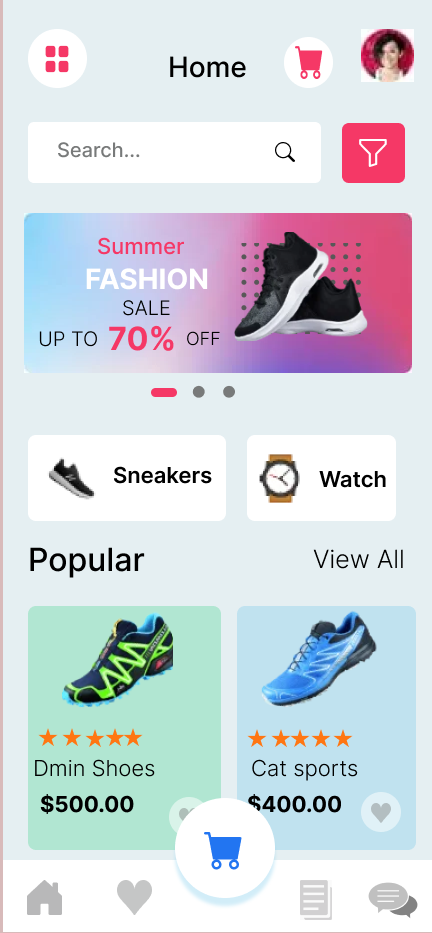 Home
Search...
Summer
FASHION
SALE
UP TO 70% OFF
Sneakers
Watch
Popular
View All
Dmin Shoes
$500.00
Cat sports
$400.00